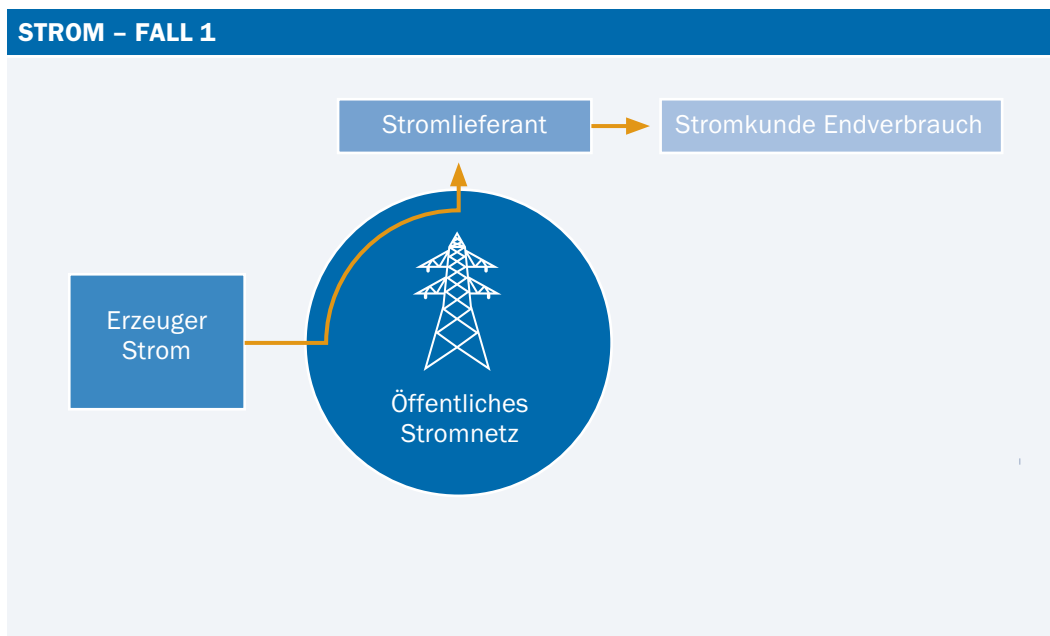 STROM – FALL 1
Stromlieferant
Stromkunde Endverbrauch
Erzeuger
Strom
Öffentliches
Stromnetz